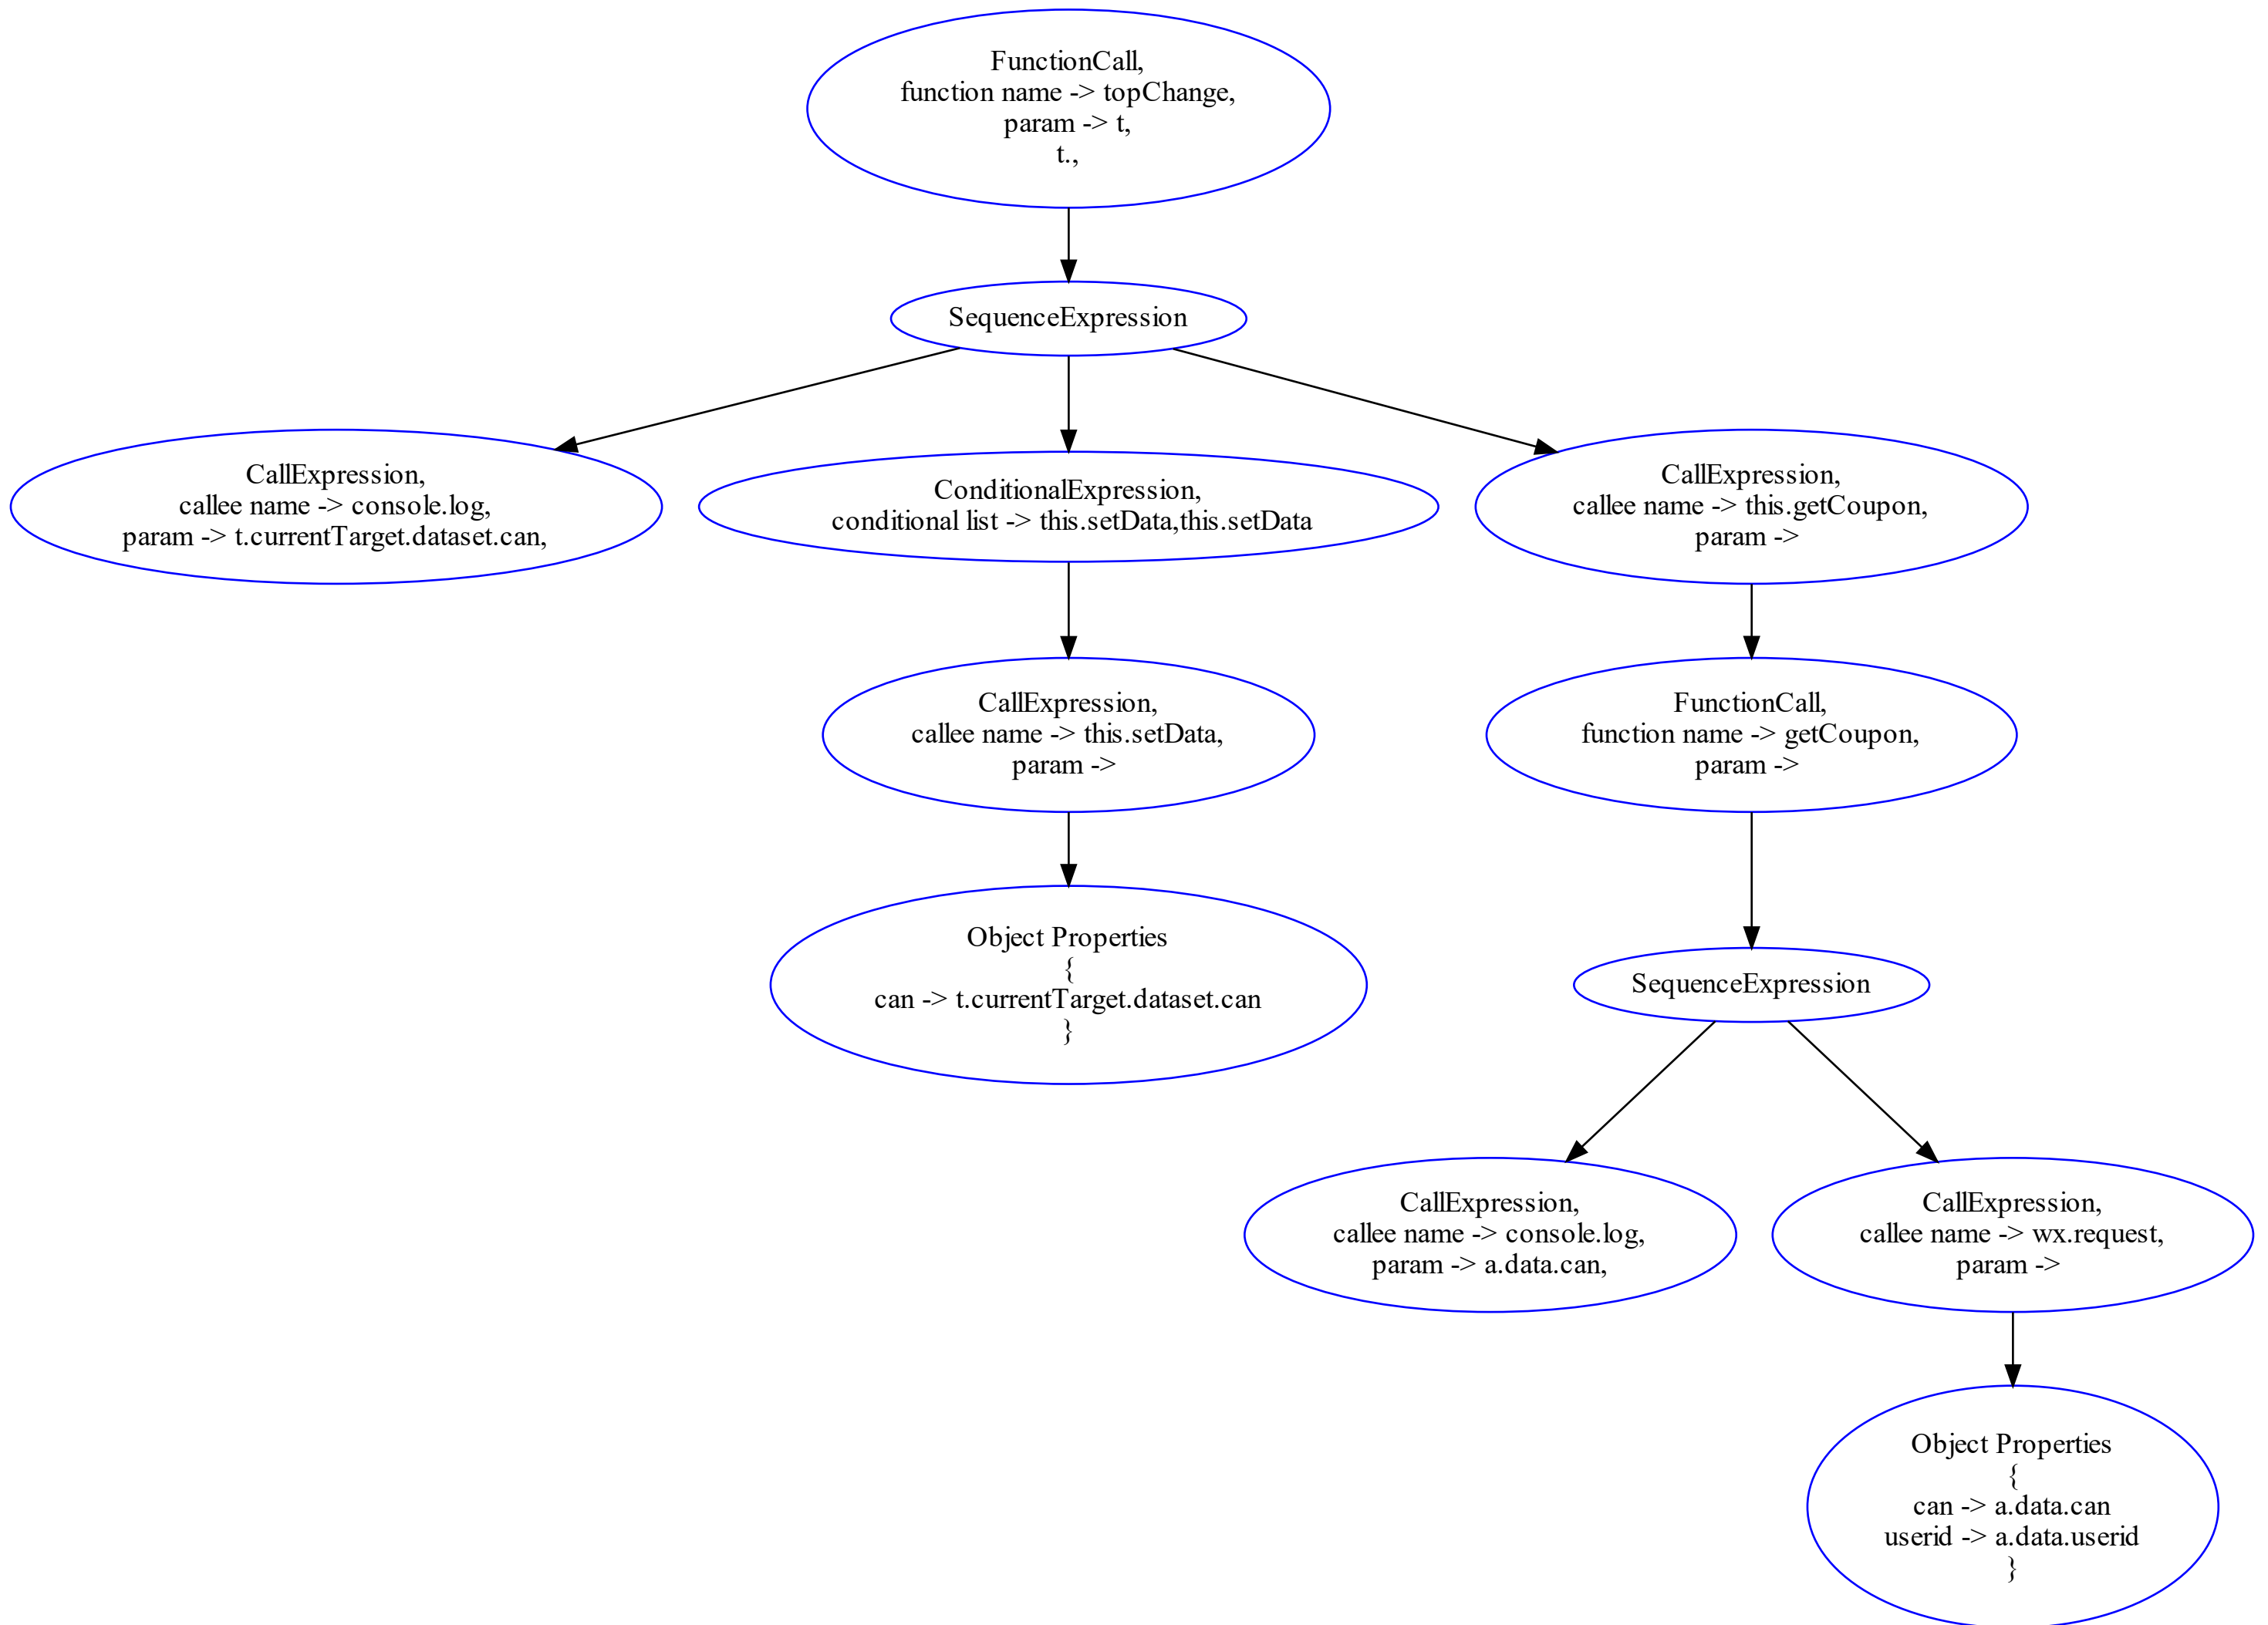 FunctionCall,
function name -> topChange,
param -> t,
t.,
SequenceExpression
CallExpression,
callee name -> console.log,
param -> t.currentTarget.dataset.can,
ConditionalExpression,
conditional list -> this.setData,this.setData
CallExpression,
callee name -> this.getCoupon,
param ->
CallExpression,
callee name -> this.setData,
param ->
FunctionCall,
function name -> getCoupon,
param ->
Object Properties
{
can -> t.currentTarget.dataset.can
}
SequenceExpression
CallExpression,
callee name -> console.log,
param -> a.data.can,
CallExpression,
callee name -> wx.request,
param ->
Object Properties
{
can -> a.data.can
userid -> a.data.userid
}